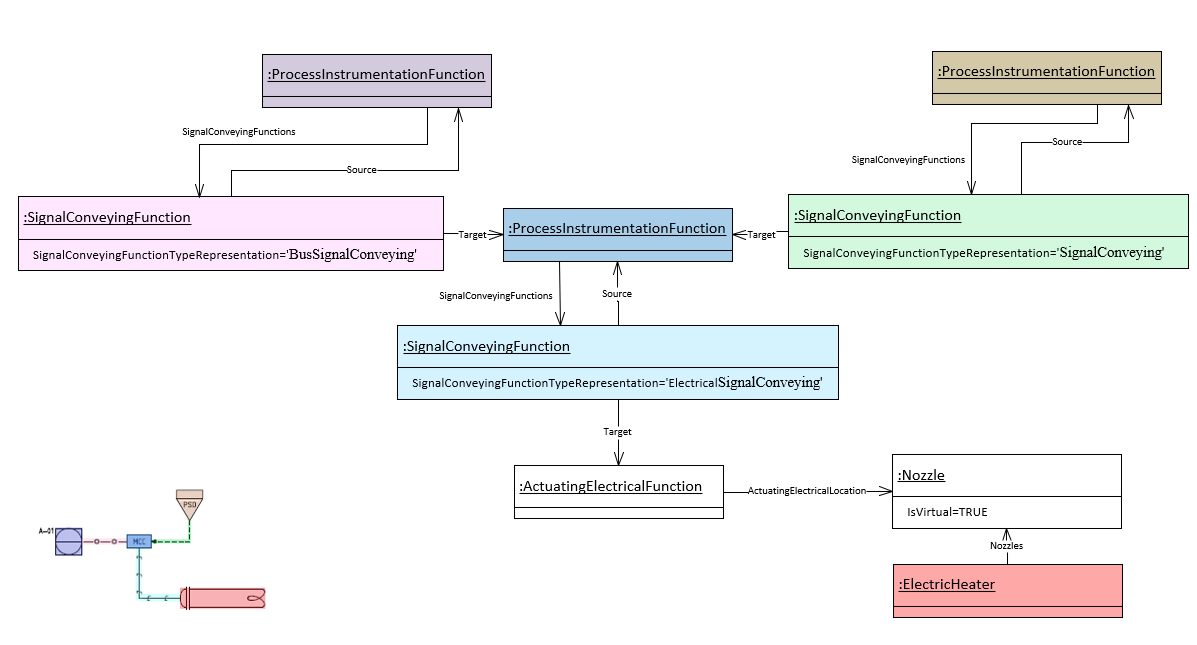 :ProcessInstrumentationFunction
:ProcessInstrumentationFunction
SignalConveyingFunctions
Source
SignalConveyingFunctions
Source
:SignalConveyingFunction
SignalConveyingFunctionTypeRepresentation='BusSignalConveying'
Target
:ProcessInstrumentationFunction
Target
:SignalConveyingFunction
SignalConveyingFunctionTypeRepresentation='SignalConveying'
SignalConveyingFunctions
Source
:SignalConveyingFunction
SignalConveyingFunctionTypeRepresentation='ElectricalSignalConveying'
Target
:ActuatingElectricalFunction
ActuatingElectricalLocation
:Nozzle
IsVirtual=TRUE
Nozzles
:ElectricHeater
PSD
A-01
MCC